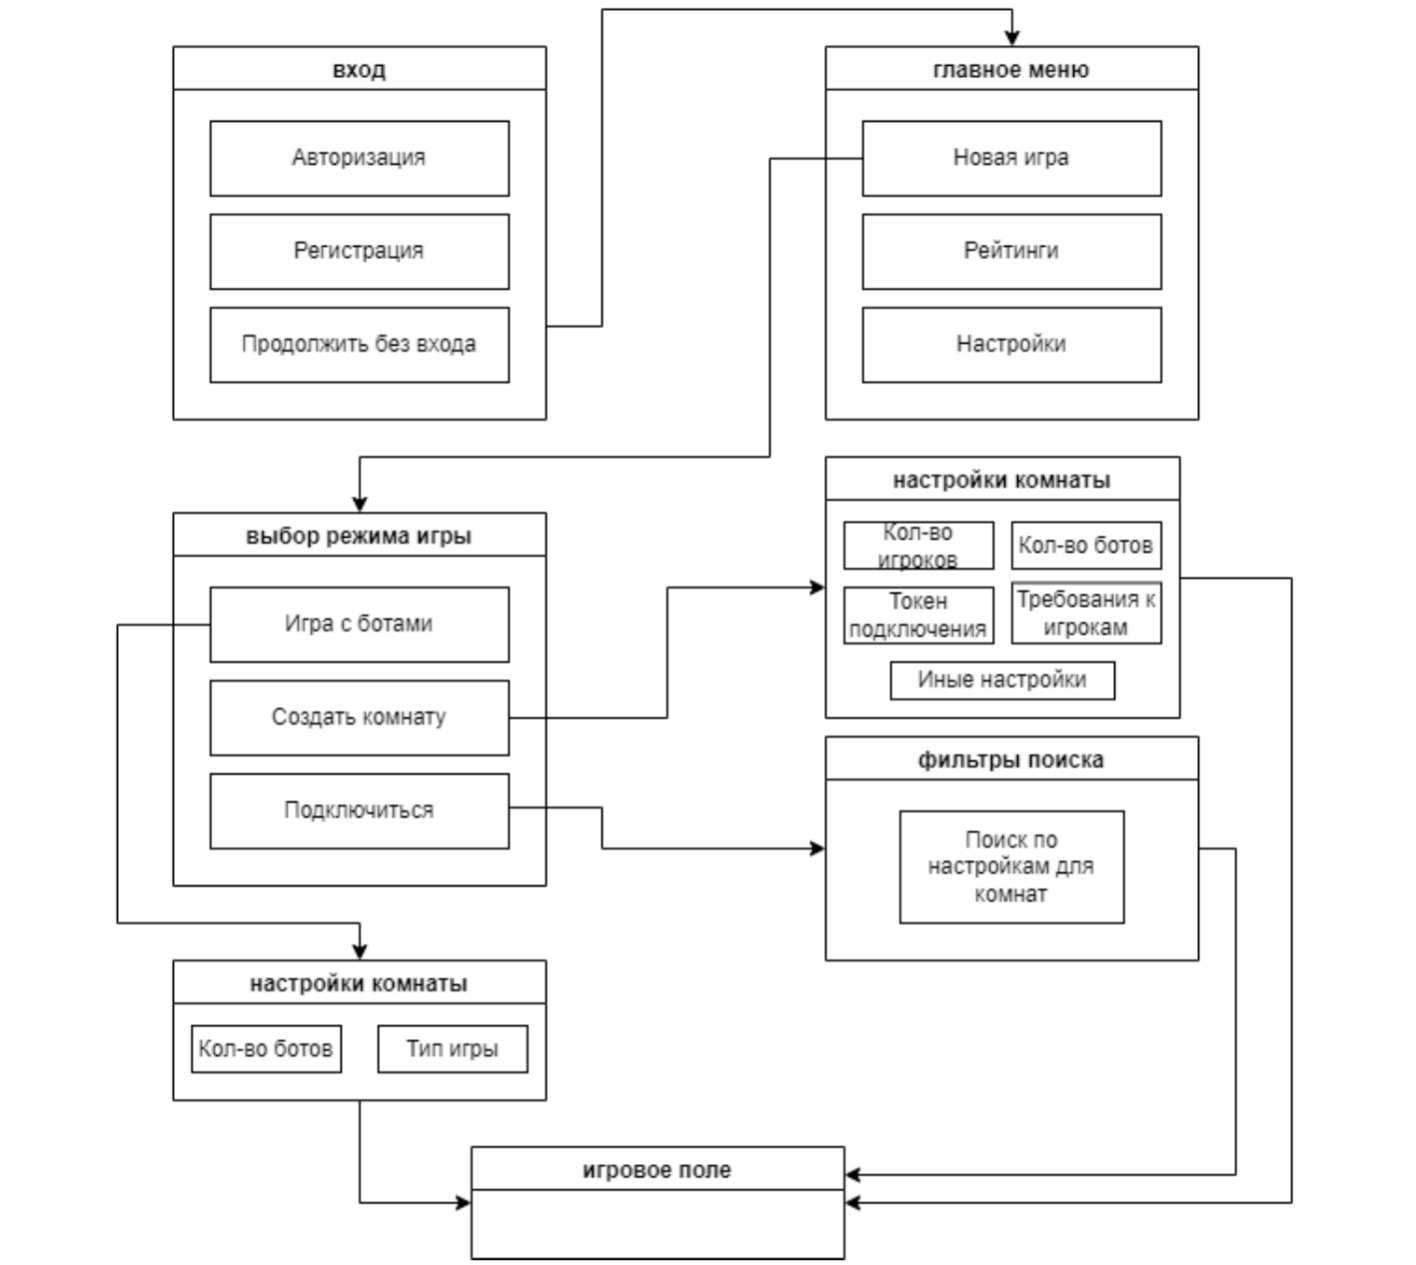 вход
Авторизация
Регистрация
Продолжить без входа
главное меню
Новая игра
Рейтинги
Настройки
выбор режима игры
Игра с ботами
Создать комнату
Подключиться
настройки комнаты
Кол-во
игроков
Кол-во ботов
Токен
подключения
Требования к
игрокам
Иные настройки
фильтры поиска
Поиск по
настройкам для
комнат
настройки комнаты
Кол-во ботов
Тип игры
игровое поле